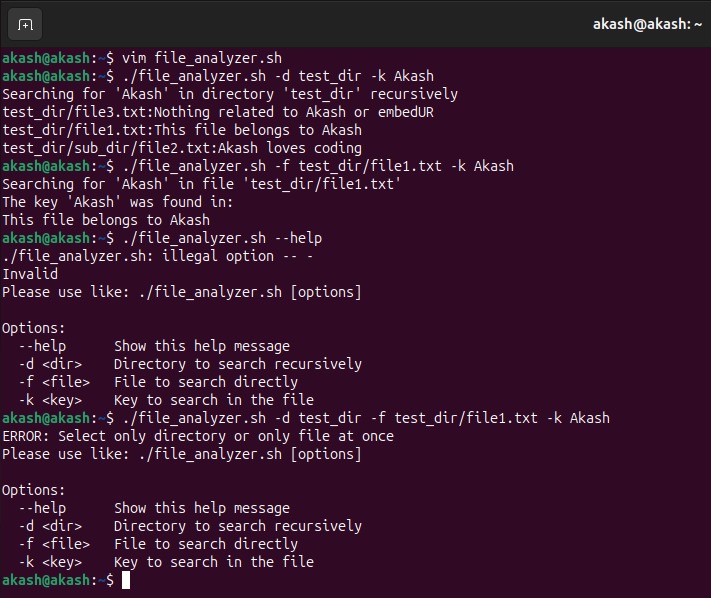 akash@akash: ~
akash@akash:~$ vim file_analyzer.sh
akash@akash:~$ ./file_analyzer.sh -d test_dir -k Akash
Searching for 'Akash' in directory 'test_dir' recursively
test_dir/file3.txt:Nothing related to Akash or embedUR
test_dir/file1.txt:This file belongs to Akash
test_dir/sub_dir/file2.txt:Akash loves coding
akash@akash:~$ ./file_analyzer.sh -f test_dir/file1.txt -k Akash
Searching for 'Akash' in file 'test_dir/file1.txt'
The key 'Akash' was found in:
This file belongs to Akash
akash@akash:~$ ./file_analyzer.sh --help
./file_analyzer.sh: illegal option -- -
Invalid
Please use like: ./file_analyzer.sh [options]

Options:
  --help      Show this help message
  -d <dir>    Directory to search recursively
  -f <file>   File to search directly
  -k <key>    Key to search in the file
akash@akash:~$ ./file_analyzer.sh -d test_dir -f test_dir/file1.txt -k Akash
ERROR: Select only directory or only file at once
Please use like: ./file_analyzer.sh [options]

Options:
  --help      Show this help message
  -d <dir>    Directory to search recursively
  -f <file>   File to search directly
  -k <key>    Key to search in the file
akash@akash:~$